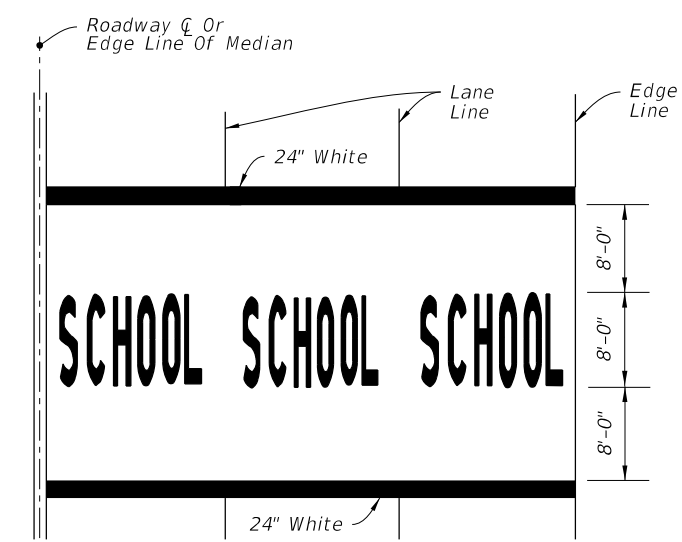 Roadway ℄ Or
Edge Line Of Median
Lane
Line
Edge
Line
24" White
8'-0"
SCHOOL SCHOOL SCHOOL
8'-0"
8'-0"
24" White